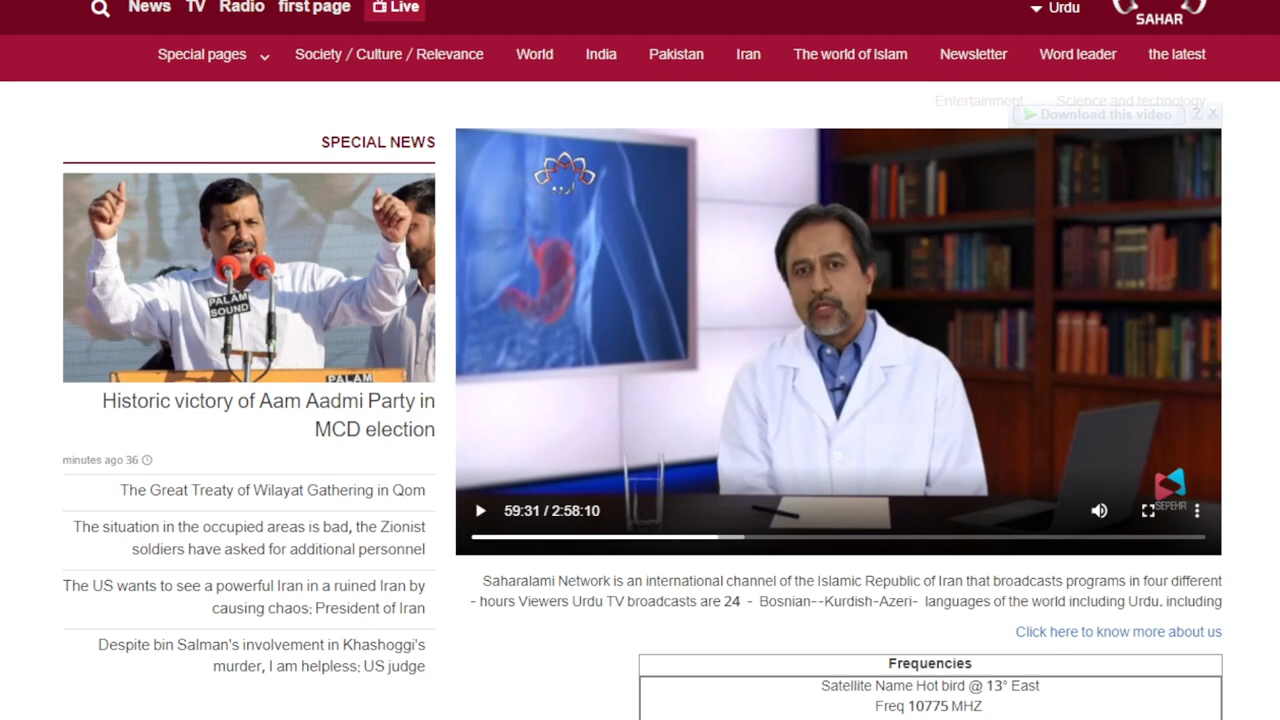 News TV Radio first page Live
Urdu
SAHAR
Special pages Society / Culture / Relevance World India Pakistan Iran The world of Islam Newsletter Word leader the latest
Entertainment Science and technology
Download this video ? x
SPECIAL NEWS
PALAM
SOUND
PALAM
Historic victory of Aam Aadmi Party in
MCD election
minutes ago 36
The Great Treaty of Wilayat Gathering in Qom
The situation in the occupied areas is bad, the Zionist
soldiers have asked for additional personnel
The US wants to see a powerful Iran in a ruined Iran by
causing chaos: President of Iran
Despite bin Salman's involvement in Khashoggi's
murder, I am helpless: US judge
اردو
59:31 / 2:58:10
SEPEHR
Saharalami Network is an international channel of the Islamic Republic of Iran that broadcasts programs in four different
- hours Viewers Urdu TV broadcasts are 24 - Bosnian--Kurdish-Azeri- languages of the world including Urdu. including
Click here to know more about us
Frequencies
Satellite Name Hot bird @ 13° East
Freq 10775 MHZ